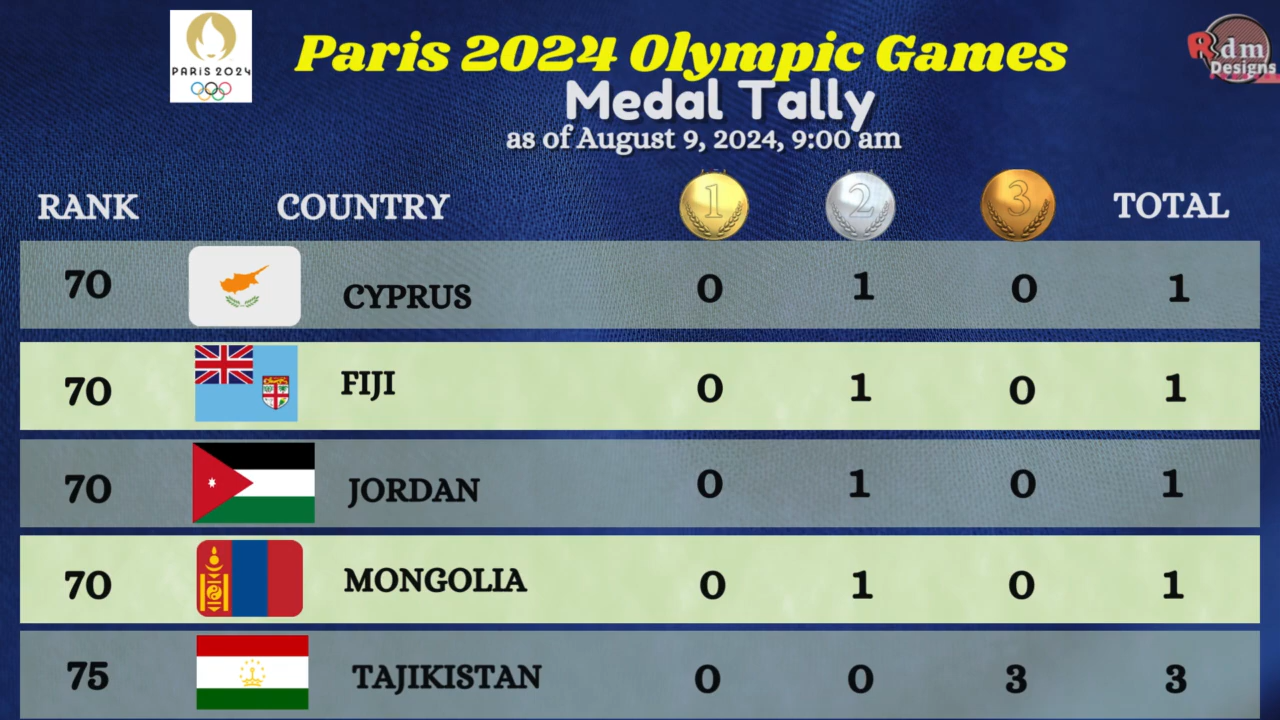 PARIS 2024
Paris 2024 Olympic Games
Rdm
Designs
Medal Tally
as of August 9, 2024, 9:00 am
RANK COUNTRY 1 2 3 TOTAL
70 CYPRUS 0 1 0 1
70 FIJI 0 1 0 1
70 JORDAN 0 1 0 1
70 MONGOLIA 0 1 0 1
75 TAJIKISTAN 0 0 3 3